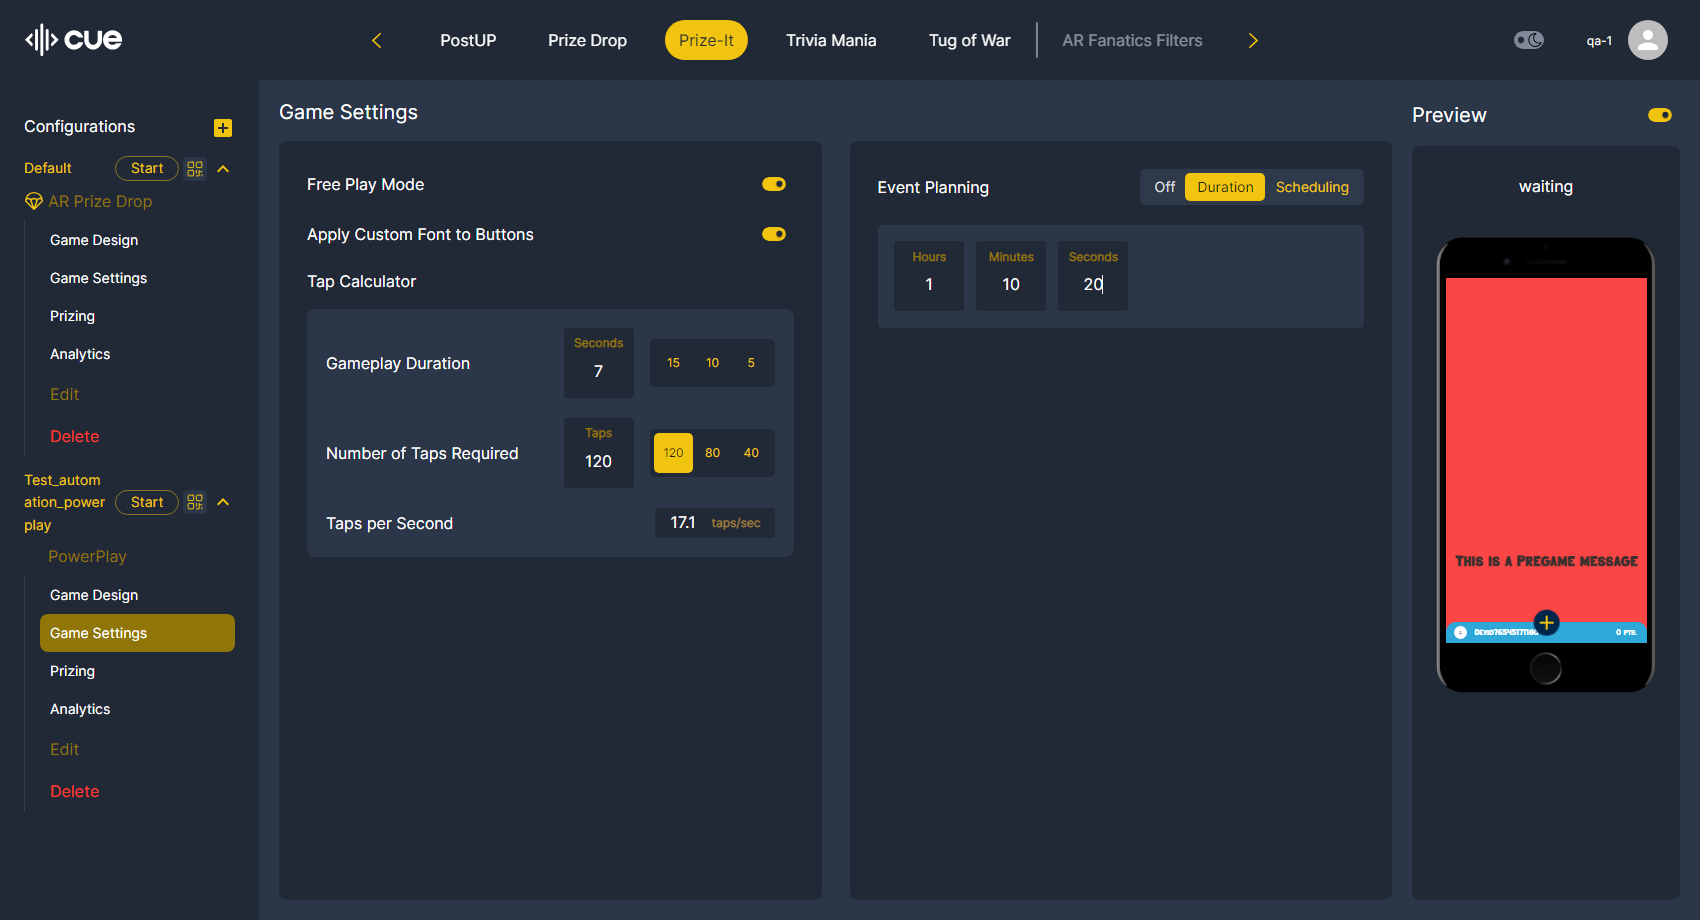 cue
PostUP
Prize Drop
Prize-It
Trivia Mania
Tug of War
AR Fanatics Filters
qa-1
Configurations
Default
Start
AR Prize Drop
Game Design
Game Settings
Prizing
Analytics
Edit
Delete
Test_autom
ation_power
play
Start
PowerPlay
Game Design
Game Settings
Prizing
Analytics
Edit
Delete
Game Settings
Free Play Mode
Apply Custom Font to Buttons
Tap Calculator
Gameplay Duration
Seconds
7
15 10 5
Number of Taps Required
Taps
120
120 80 40
Taps per Second
17.1 taps/sec
Event Planning
Off Duration Scheduling
Hours Minutes Seconds
1 10 20
Preview
waiting
This is a Pregame message
0 pts.